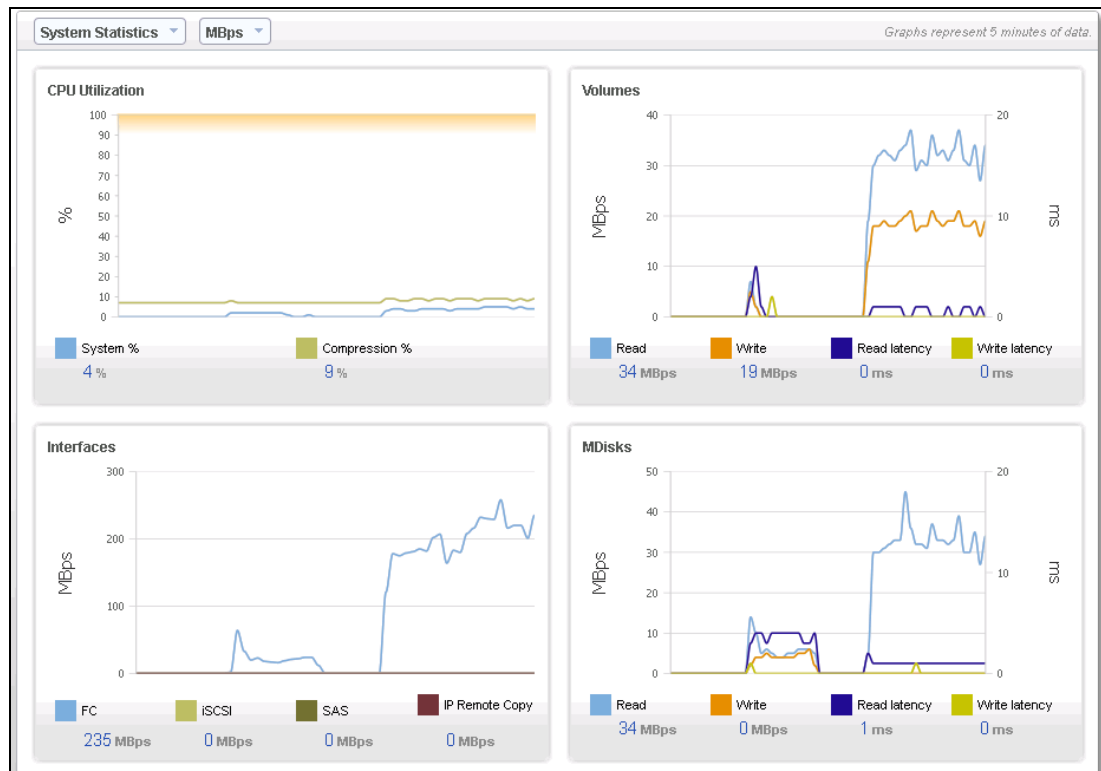 System Statistics MBps Graphs represent 5 minutes of data.
CPU Utilization
100
90
80
70
60
50
40
30
20
10
0
%
System % Compression %
4 % 9 %
Volumes
40 20
30
20 10
10
0 0
MBps ms
Read Write Read latency Write latency
34 MBps 19 MBps 0 ms 0 ms
Interfaces
300
200
100
0
MBps
FC iSCSI SAS IP Remote Copy
235 MBps 0 MBps 0 MBps 0 MBps
MDisks
50 20
40
30
10
20
10
0 0
MBps ms
Read Write Read latency Write latency
34 MBps 0 MBps 1 ms 0 ms